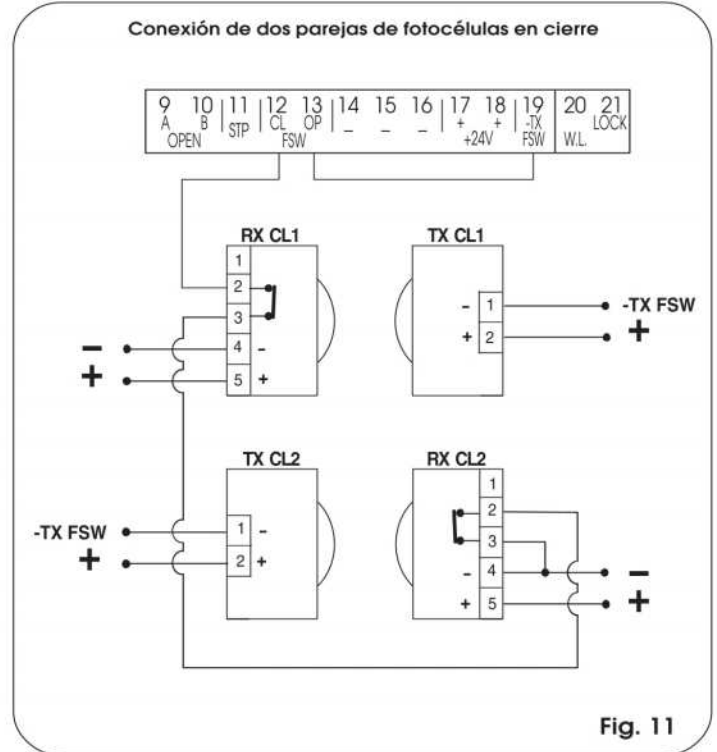 Conexión de dos parejas de fotocélulas en cierre
9 10 11 12 13 14 15 16 17 18 19 20 21
A B STP CL OP - - - + + -TX LOCK
OPEN FSW +24V FSW W.L.
RX CL1 TX CL1
1
2
3
4 -
5 +
-
+
- 1 -TX FSW
+ 2 +
TX CL2 RX CL2
-TX FSW 1 -
+ 2 +
1
2
3
- 4 -
+ 5 +
Fig. 11